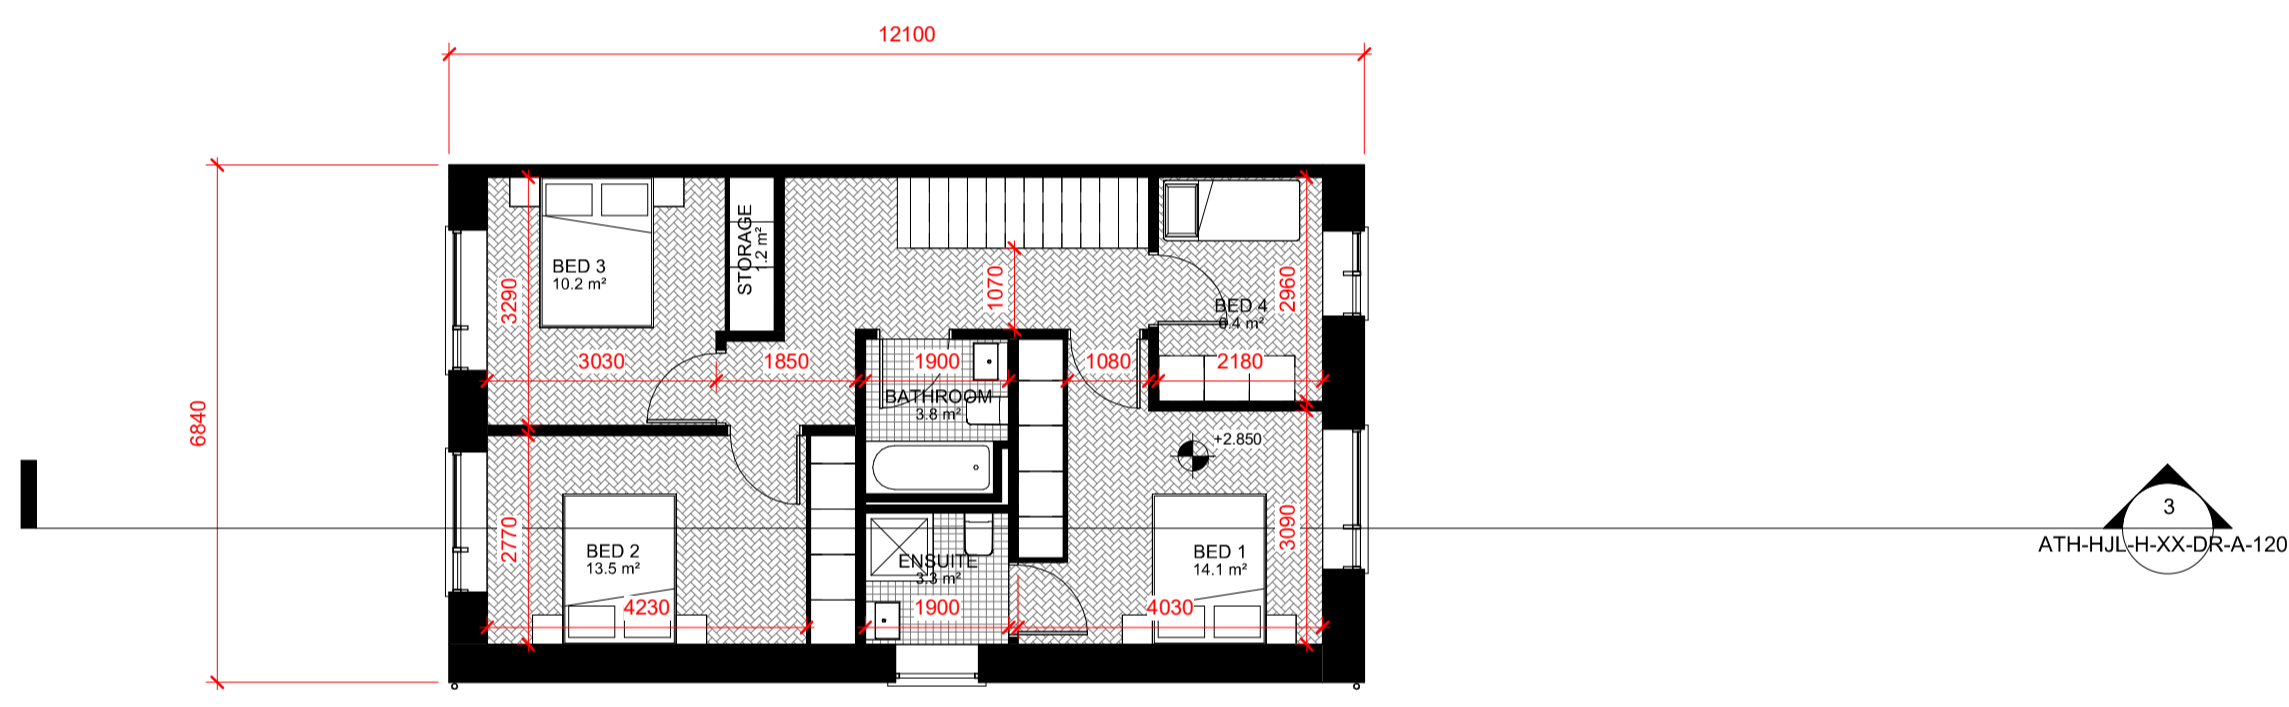 12100
6840
BED 3
10.2 m²
3290
3030
STORAGE
1850
1070
BED 4
6.4 m²
2960
1900
1080
2180
BATHROOM
3.8 m²
+2.850
BED 2
13.5 m²
2770
4230
ENSUITE
3.3 m²
1900
BED 1
14.1 m²
3090
4030
3
ATH-HJL-H-XX-DR-A-120